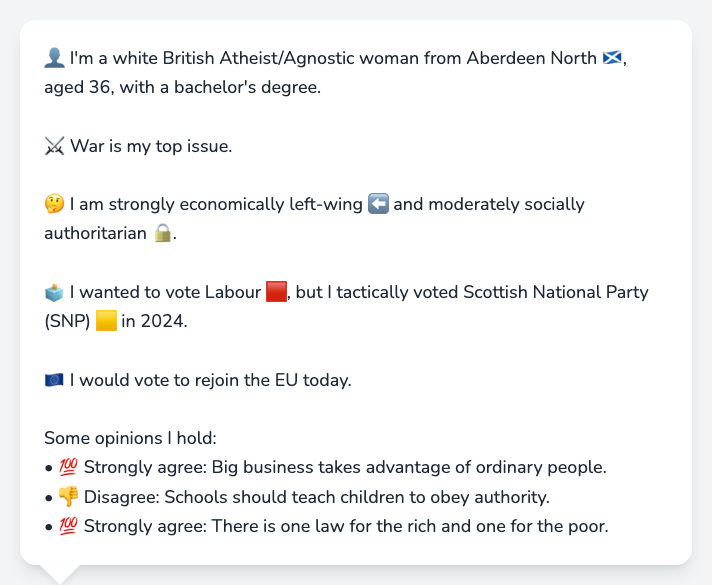 👤 I'm a white British Atheist/Agnostic woman from Aberdeen North 🏴󠁧󠁢󠁳󠁣󠁴󠁿,
aged 36, with a bachelor's degree.
⚔️ War is my top issue.
🤔 I am strongly economically left-wing ⬅️ and moderately socially
authoritarian 🔒.
🗳️ I wanted to vote Labour 🟥, but I tactically voted Scottish National Party
(SNP) 🟨 in 2024.
🇪🇺 I would vote to rejoin the EU today.
Some opinions I hold:
• 💯 Strongly agree: Big business takes advantage of ordinary people.
• 👎 Disagree: Schools should teach children to obey authority.
• 💯 Strongly agree: There is one law for the rich and one for the poor.